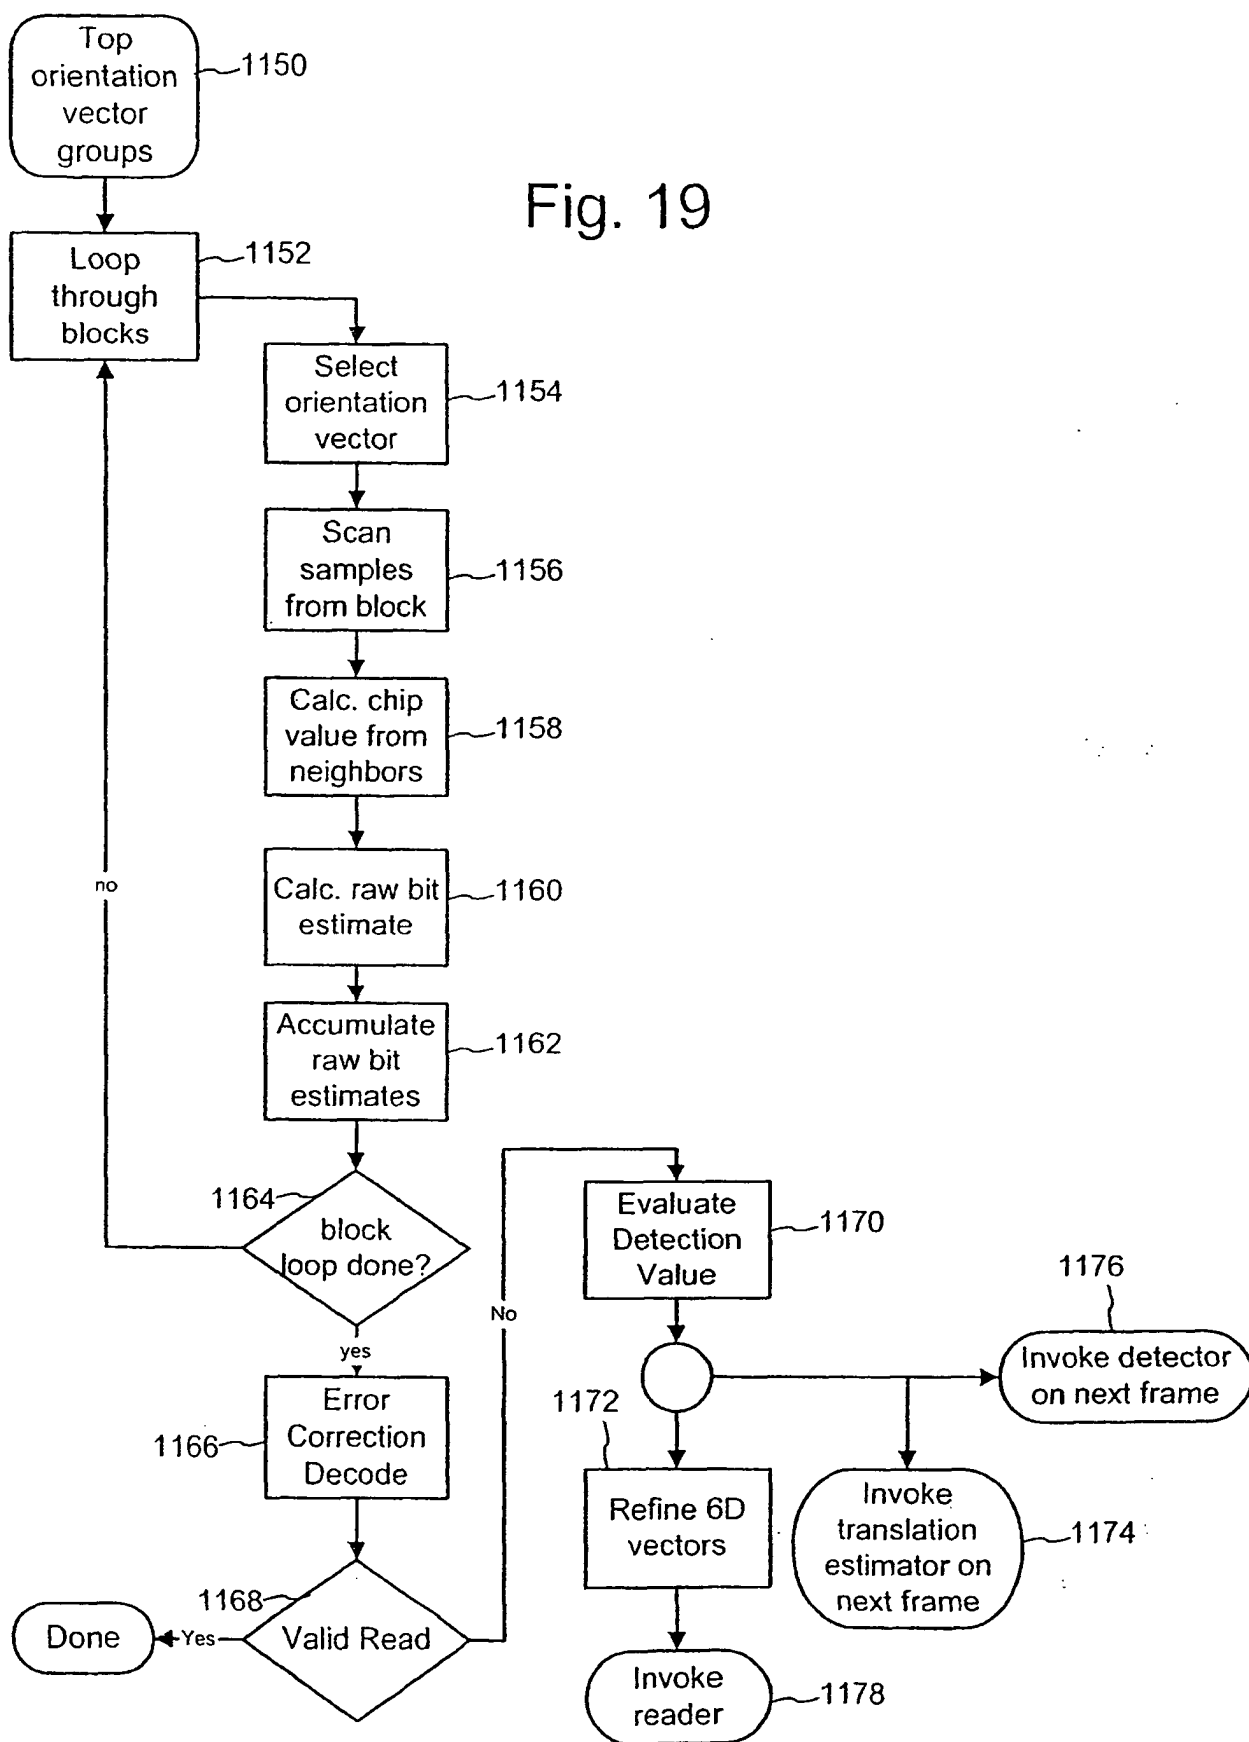 Top
orientation
vector
groups
1150
Fig. 19
Loop
through
blocks
1152
Select
orientation
vector
1154
Scan
samples
from block
1156
Calc. chip
value from
neighbors
1158
no
Calc. raw bit
estimate
1160
Accumulate
raw bit
estimates
1162
1164
block
loop done?
yes
No
Evaluate
Detection
Value
1170
1176
Invoke detector
on next frame
1166
Error
Correction
Decode
1172
Refine 6D
vectors
Invoke
translation
estimator on
next frame
1174
1168
Done
Yes
Valid Read
Invoke
reader
1178